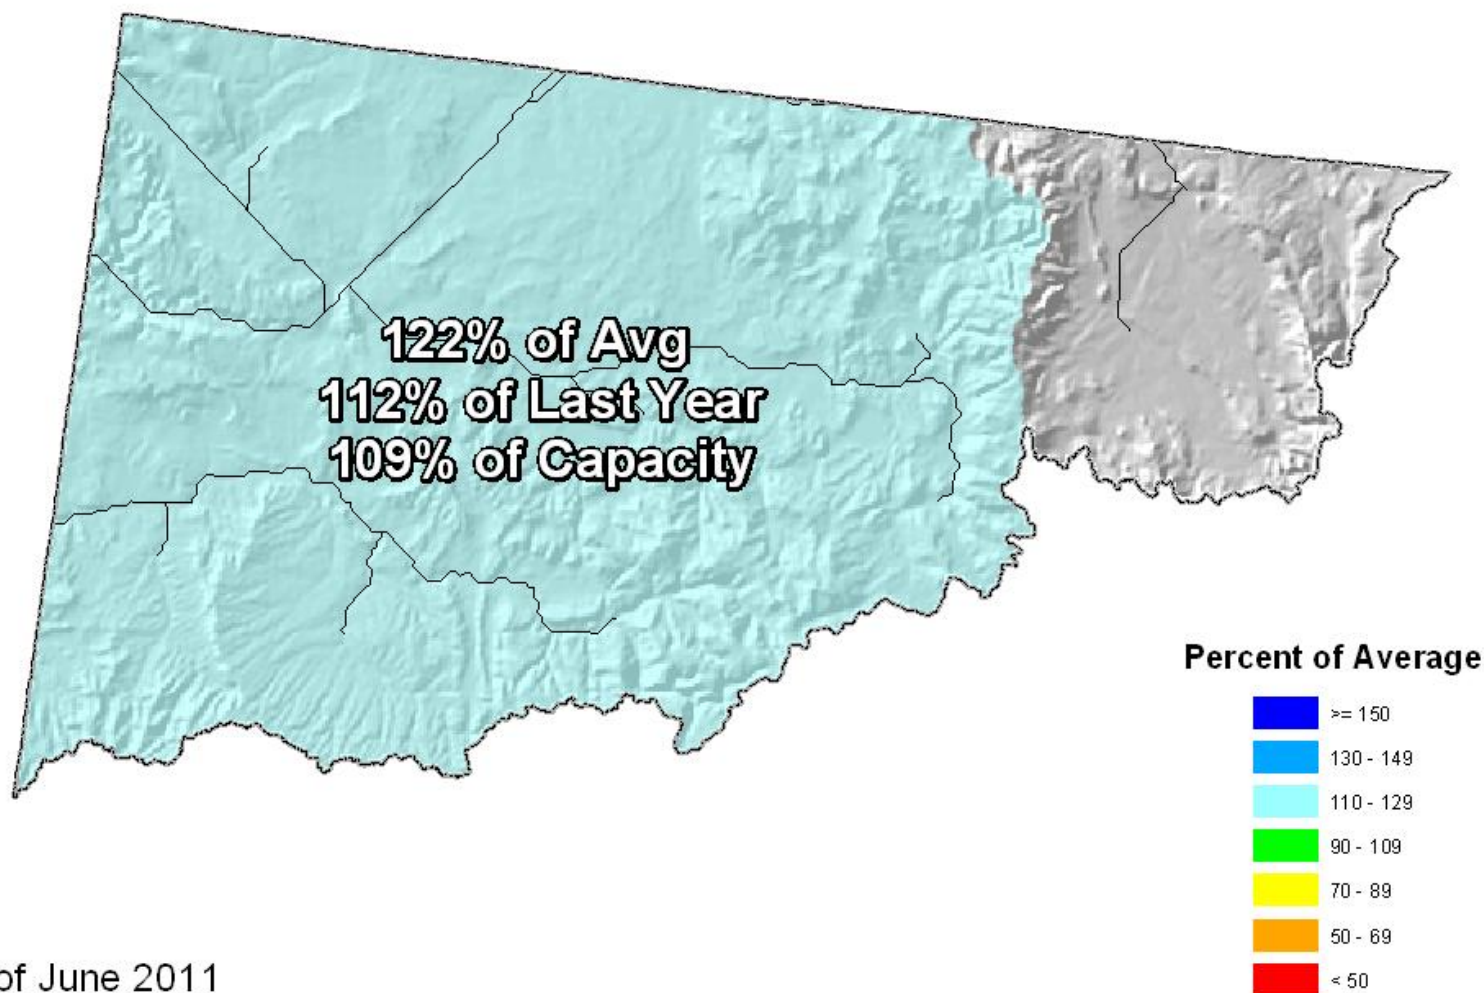 122% of Avg
112% of Last Year
109% of Capacity
Percent of Average
>= 150
130 - 149
110 - 129
90 - 109
70 - 89
50 - 69
< 50
of June 2011